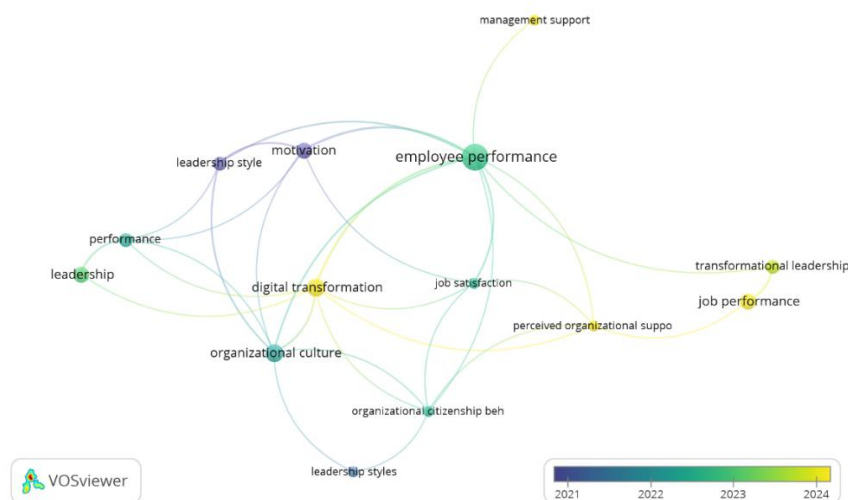 management support
motivation
leadership style
employee performance
performance
leadership
transformational leadership
digital transformation
job satisfaction
job performance
perceived organizational suppo
organizational culture
organizational citizenship beh
leadership styles
VOSviewer
2021 2022 2023 2024